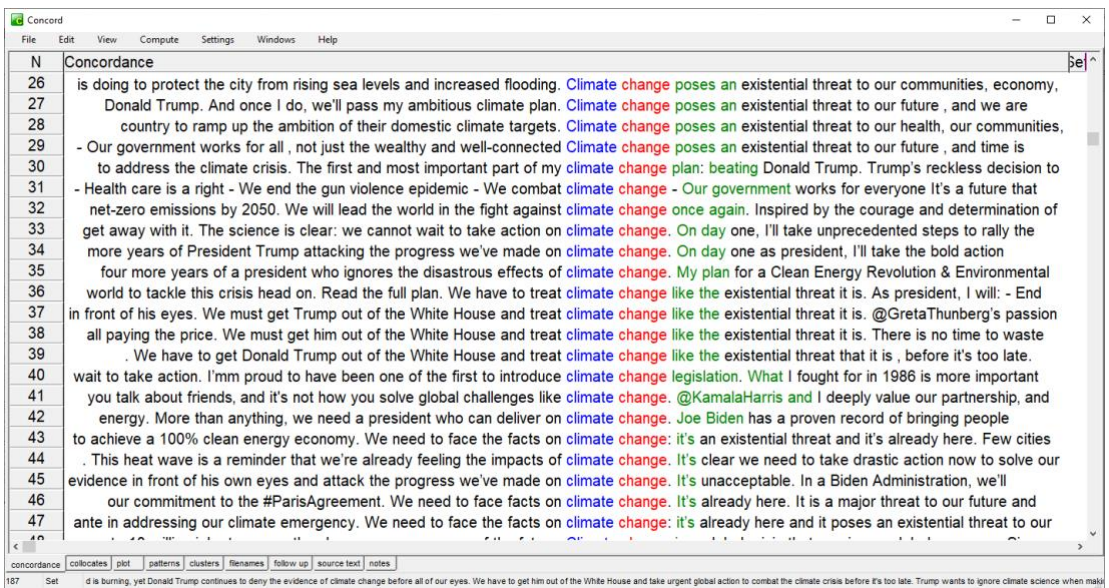 Concord
File Edit View Compute Settings Windows Help
N Concordance Set
26 is doing to protect the city from rising sea levels and increased flooding. Climate change poses an existential threat to our communities, economy,
27 Donald Trump. And once I do, we'll pass my ambitious climate plan. Climate change poses an existential threat to our future , and we are
28 country to ramp up the ambition of their domestic climate targets. Climate change poses an existential threat to our health, our communities,
29 - Our government works for all , not just the wealthy and well-connected Climate change poses an existential threat to our future , and time is
30 to address the climate crisis. The first and most important part of my climate change plan: beating Donald Trump. Trump's reckless decision to
31 - Health care is a right - We end the gun violence epidemic - We combat climate change - Our government works for everyone It's a future that
32 net-zero emissions by 2050. We will lead the world in the fight against climate change once again. Inspired by the courage and determination of
33 get away with it. The science is clear: we cannot wait to take action on climate change. On day one, I'll take unprecedented steps to rally the
34 more years of President Trump attacking the progress we've made on climate change. On day one as president, I'll take the bold action
35 four more years of a president who ignores the disastrous effects of climate change. My plan for a Clean Energy Revolution & Environmental
36 world to tackle this crisis head on. Read the full plan. We have to treat climate change like the existential threat it is. As president, I will: - End
37 in front of his eyes. We must get Trump out of the White House and treat climate change like the existential threat it is. @GretaThunberg's passion
38 all paying the price. We must get him out of the White House and treat climate change like the existential threat it is. There is no time to waste
39 . We have to get Donald Trump out of the White House and treat climate change like the existential threat that it is , before it's too late.
40 wait to take action. I'mm proud to have been one of the first to introduce climate change legislation. What I fought for in 1986 is more important
41 you talk about friends, and it's not how you solve global challenges like climate change. @KamalaHarris and I deeply value our partnership, and
42 energy. More than anything, we need a president who can deliver on climate change. Joe Biden has a proven record of bringing people
43 to achieve a 100% clean energy economy. We need to face the facts on climate change: it's an existential threat and it's already here. Few cities
44 . This heat wave is a reminder that we're already feeling the impacts of climate change. It's clear we need to take drastic action now to solve our
45 evidence in front of his own eyes and attack the progress we've made on climate change. It's unacceptable. In a Biden Administration, we'll
46 our commitment to the #ParisAgreement. We need to face facts on climate change. It's already here. It is a major threat to our future and
47 ante in addressing our climate emergency. We need to face the facts on climate change: it's already here and it poses an existential threat to our
concordance collocates plot patterns clusters filenames follow up source text notes
187 Set d is burning, yet Donald Trump continues to deny the evidence of climate change before all of our eyes. We have to get him out of the White House and take urgent global action to combat the climate crisis before it's too late. Trump wants to ignore climate science when mak